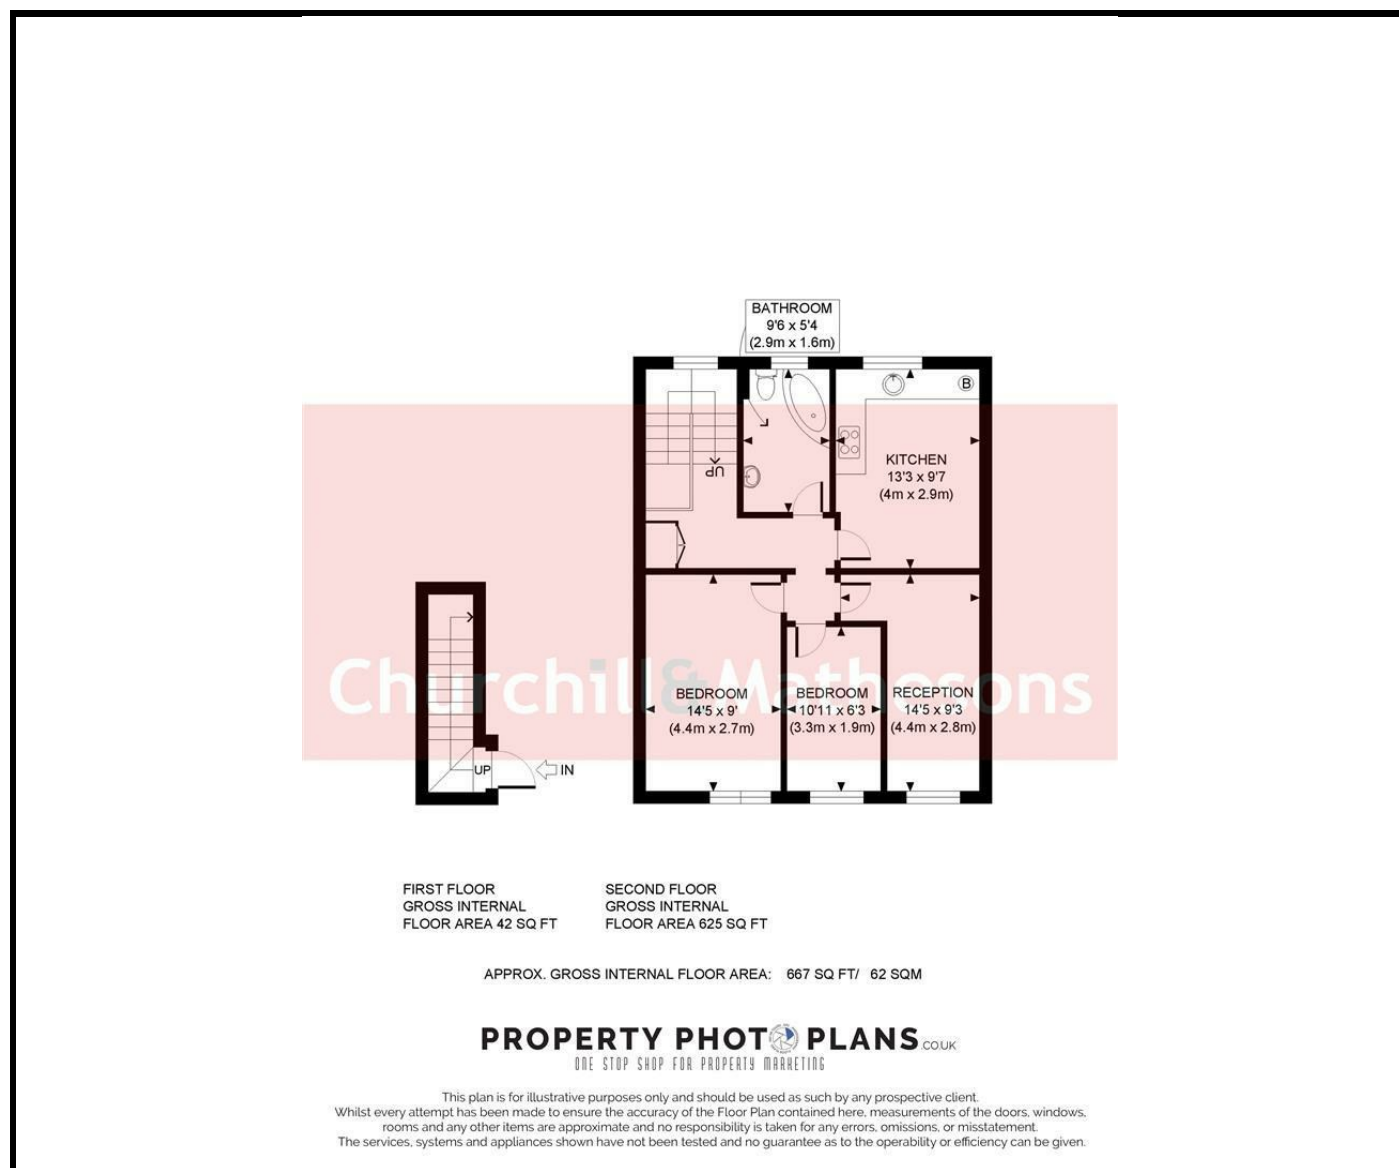 BATHROOM
9'6 x 5'4
(2.9m x 1.6m)
B
KITCHEN
13'3 x 9'7
(4m x 2.9m)
UP
Churchill&Mathesons
BEDROOM
14'5 x 9'
(4.4m x 2.7m)
BEDROOM
10'11 x 6'3
(3.3m x 1.9m)
RECEPTION
14'5 x 9'3
(4.4m x 2.8m)
UP
IN
FIRST FLOOR
GROSS INTERNAL
FLOOR AREA 42 SQ FT
SECOND FLOOR
GROSS INTERNAL
FLOOR AREA 625 SQ FT
APPROX. GROSS INTERNAL FLOOR AREA: 667 SQ FT/ 62 SQM
PROPERTY PHOTO PLANS.CO.UK
ONE STOP SHOP FOR PROPERTY MARKETING
This plan is for illustrative purposes only and should be used as such by any prospective client.
Whilst every attempt has been made to ensure the accuracy of the Floor Plan contained here, measurements of the doors, windows,
rooms and any other items are approximate and no responsibility is taken for any errors, omissions, or misstatement.
The services, systems and appliances shown have not been tested and no guarantee as to the operability or efficiency can be given.